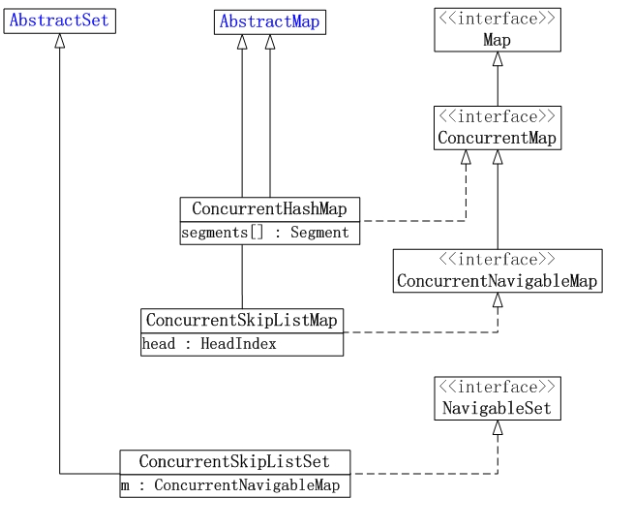 AbstractSet
AbstractMap
<<interface>>
Map
<<interface>>
ConcurrentMap
ConcurrentHashMap
segments[] : Segment
<<interface>>
ConcurrentNavigableMap
ConcurrentSkipListMap
head : HeadIndex
<<interface>>
NavigableSet
ConcurrentSkipListSet
m : ConcurrentNavigableMap